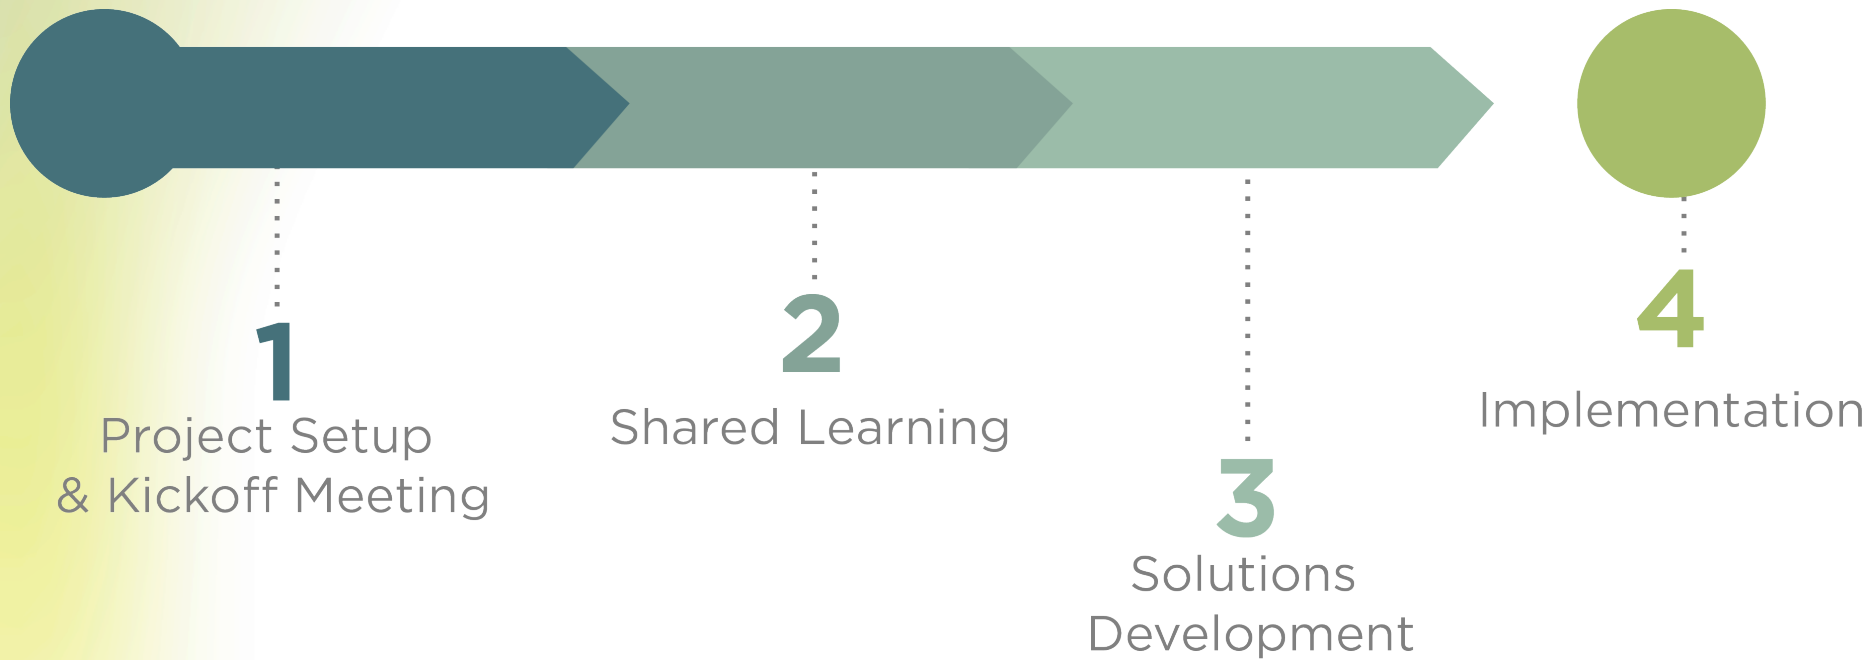 1
Project Setup
& Kickoff Meeting
2
Shared Learning
3
Solutions
Development
4
Implementation